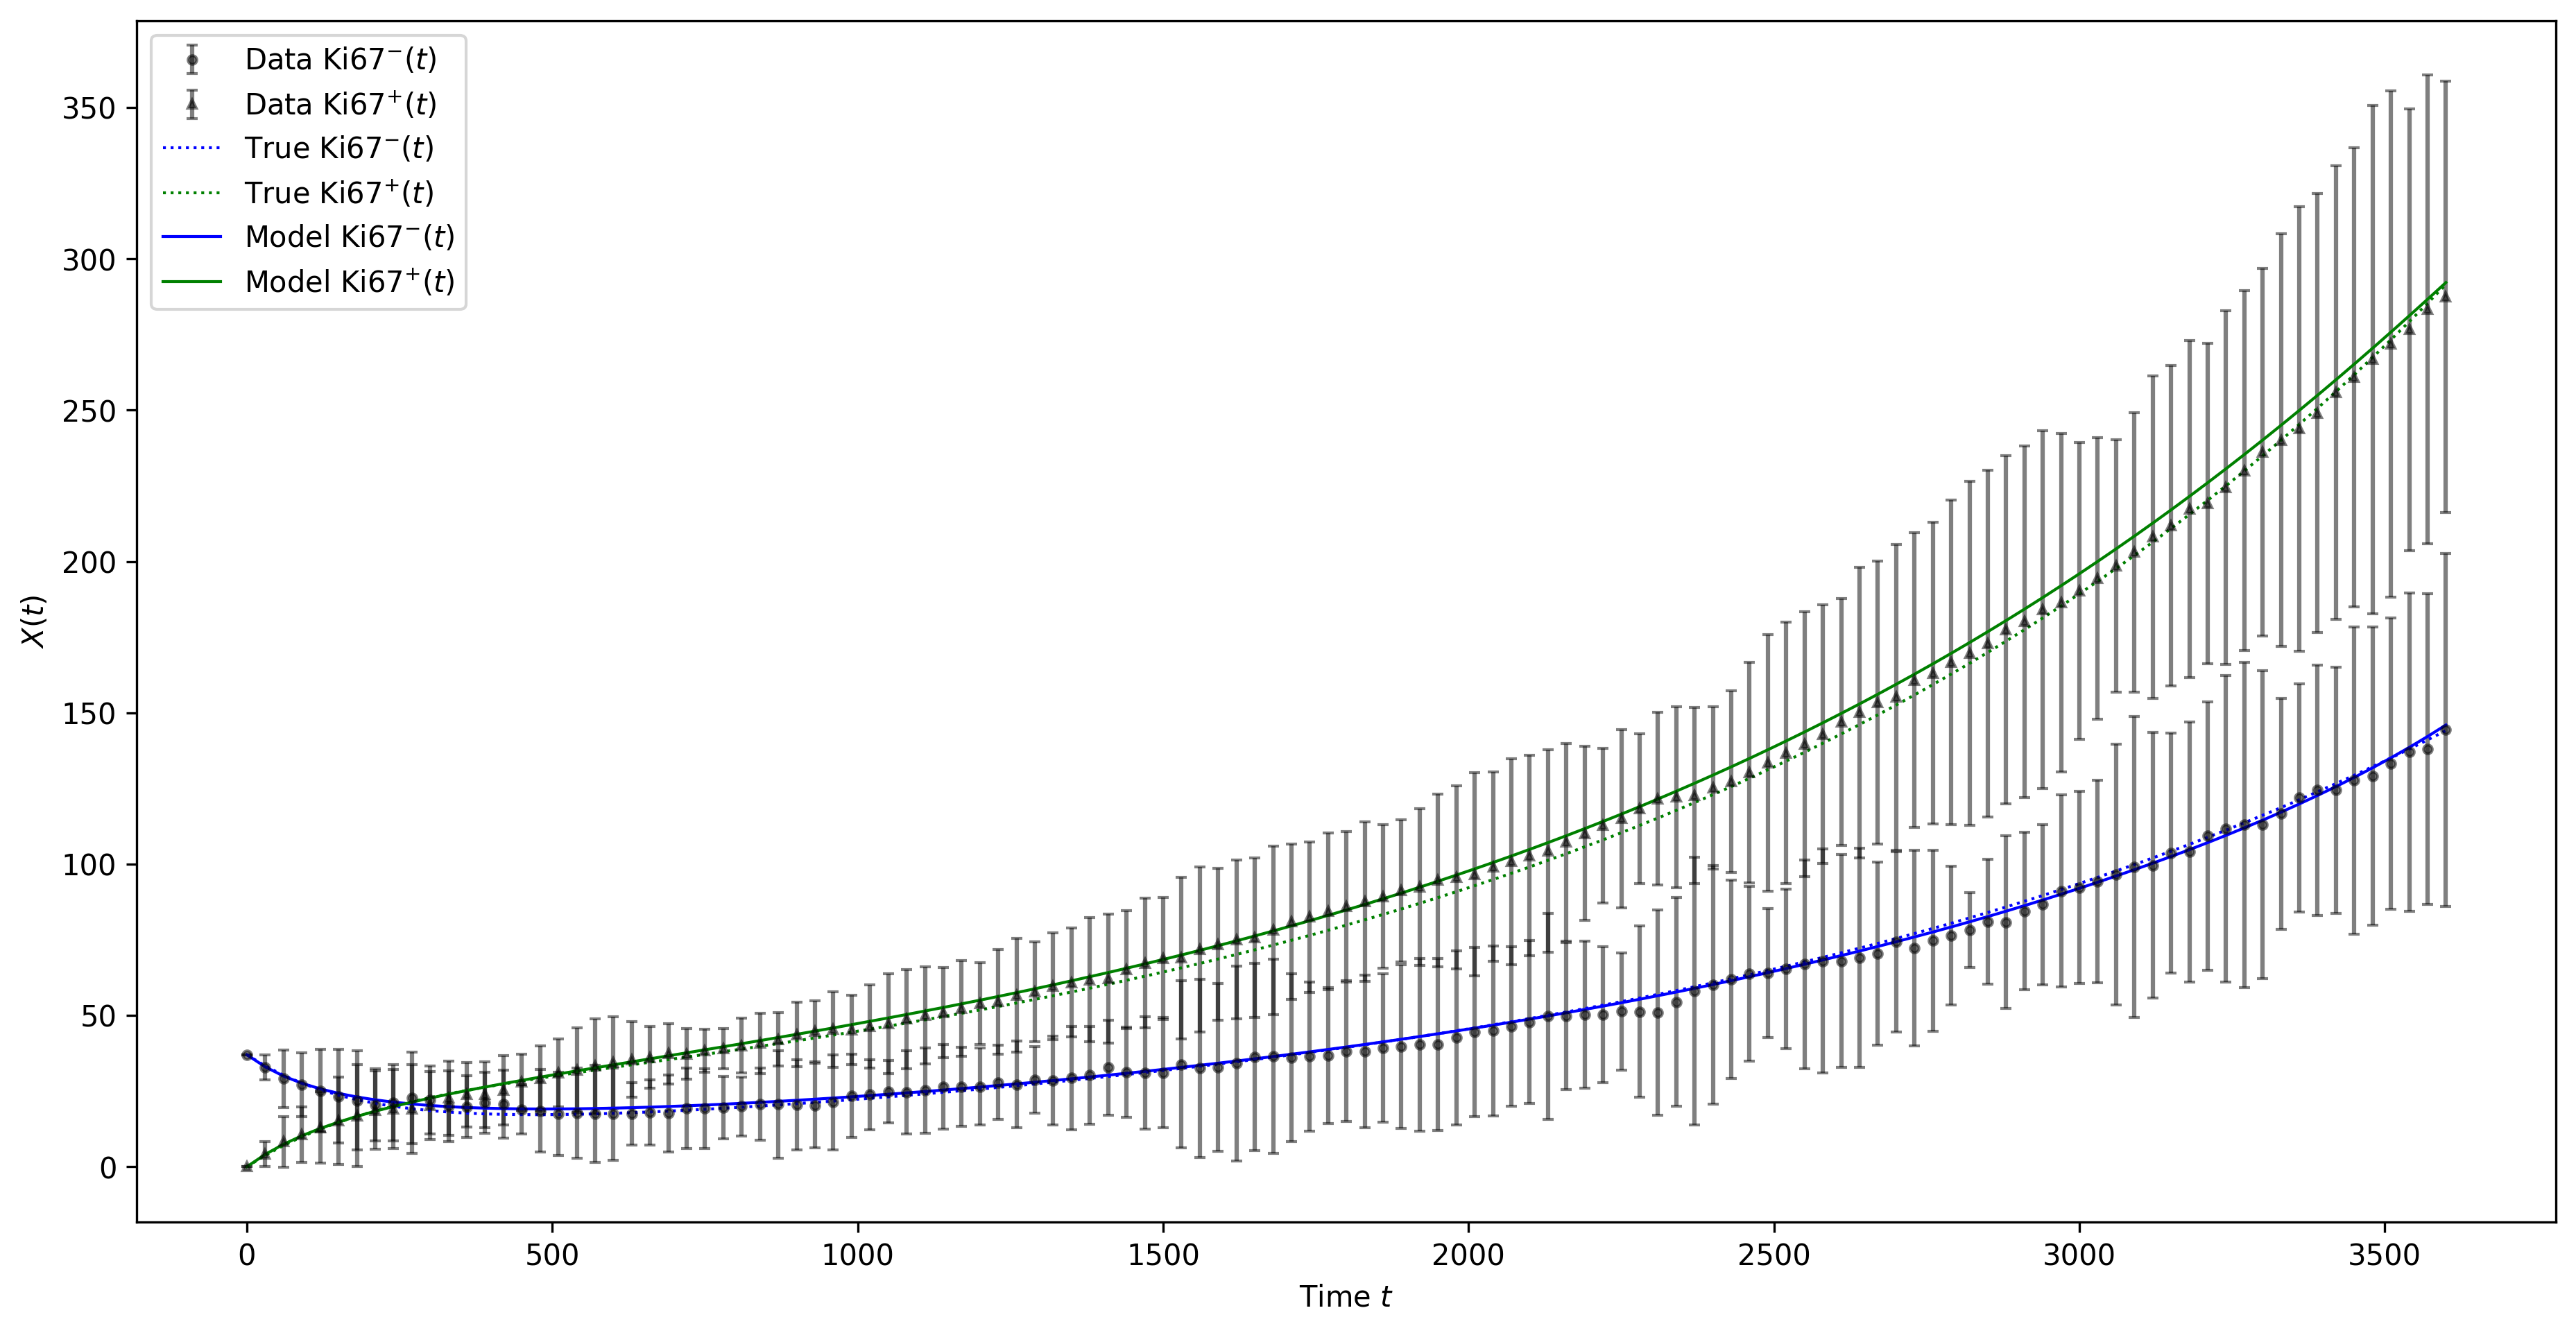 Data Ki67⁻(t)
Data Ki67⁺(t)
True Ki67⁻(t)
True Ki67⁺(t)
Model Ki67⁻(t)
Model Ki67⁺(t)
350
300
250
200
150
100
50
0
X(t)
0 500 1000 1500 2000 2500 3000 3500
Time t